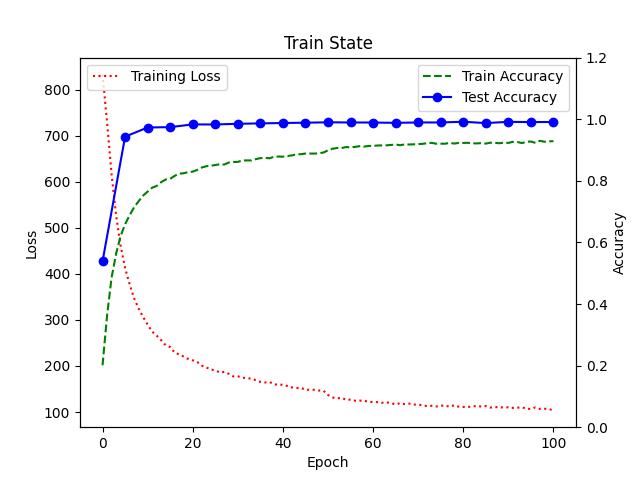 Train State
Training Loss
Train Accuracy
Test Accuracy
800
700
600
500
400
300
200
100
Loss
1.2
1.0
0.8
0.6
0.4
0.2
0.0
Accuracy
0 20 40 60 80 100
Epoch